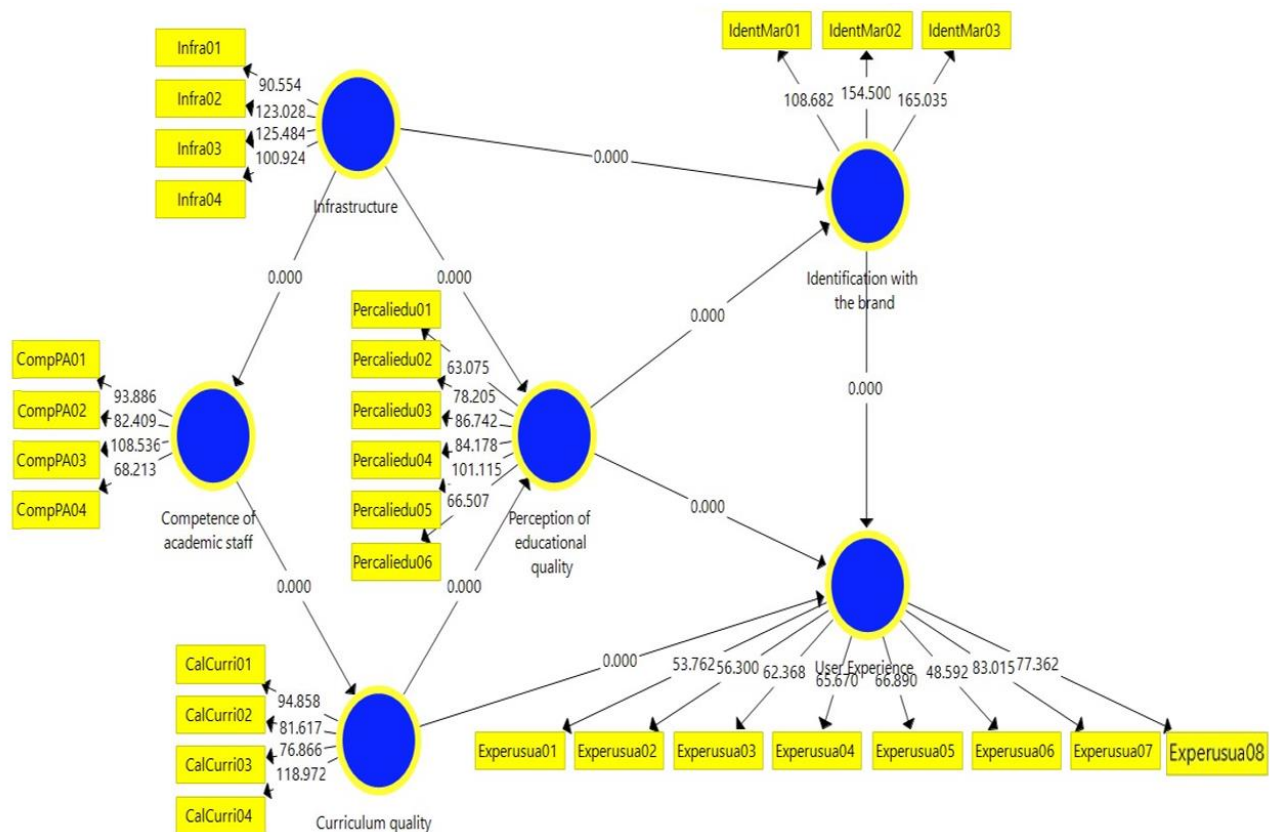 IdentMar01
IdentMar02
IdentMar03
108.682
154.500
165.035
Infra01
Infra02
Infra03
Infra04
90.554
123.028
125.484
100.924
Infrastructure
0.000
Identification with
the brand
0.000
0.000
0.000
0.000
Percaliedu01
Percaliedu02
Percaliedu03
Percaliedu04
Percaliedu05
Percaliedu06
63.075
78.205
86.742
84.178
101.115
66.507
Perception of
educational
quality
CompPA01
CompPA02
CompPA03
CompPA04
93.886
82.409
108.536
68.213
Competence of
academic staff
0.000
0.000
0.000
0.000
CalCurri01
CalCurri02
CalCurri03
CalCurri04
94.858
81.617
76.866
118.972
Curriculum quality
User Experience
53.762
56.300
62.368
65.670
66.890
48.592
83.015
77.362
Experusua01
Experusua02
Experusua03
Experusua04
Experusua05
Experusua06
Experusua07
Experusua08